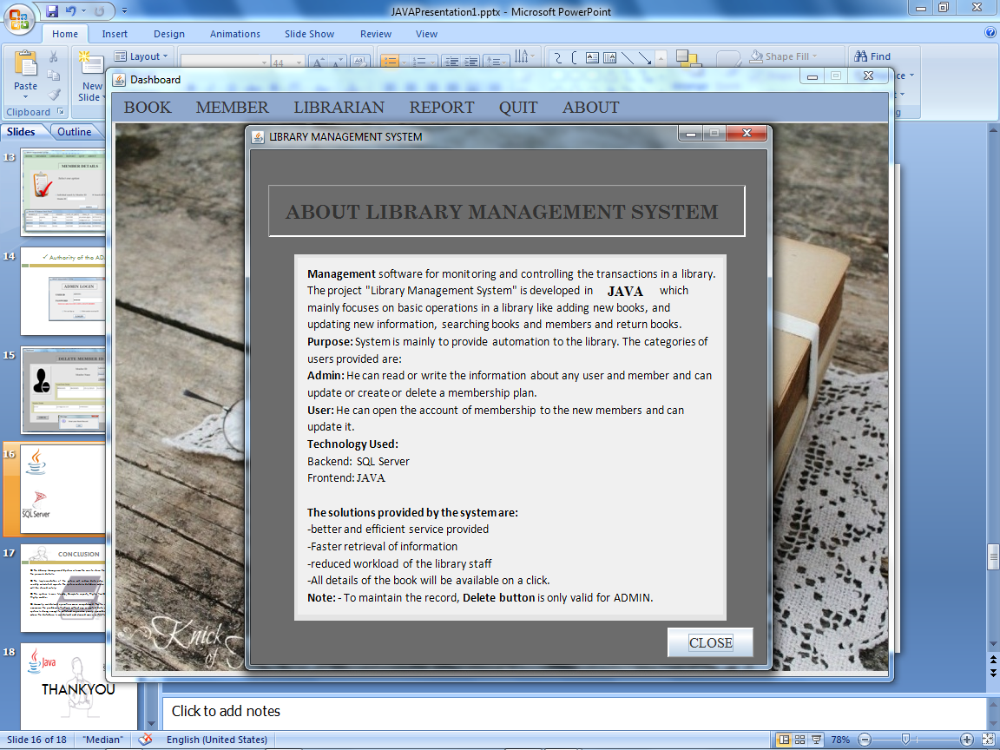 JAVAPresentation1.pptx - Microsoft PowerPoint
Home Insert Design Animations Slide Show Review View
Paste
New
Slide
Layout
44
Shape Fill
Find
Clipboard
Slides Outline
Dashboard
BOOK MEMBER LIBRARIAN REPORT QUIT ABOUT
LIBRARY MANAGEMENT SYSTEM
ABOUT LIBRARY MANAGEMENT SYSTEM
Management software for monitoring and controlling the transactions in a library.
The project "Library Management System" is developed in JAVA which
mainly focuses on basic operations in a library like adding new books, and
updating new information, searching books and members and return books.
Purpose: System is mainly to provide automation to the library. The categories of
users provided are:
Admin: He can read or write the information about any user and member and can
update or create or delete a membership plan.
User: He can open the account of membership to the new members and can
update it.
Technology Used:
Backend: SQL Server
Frontend: JAVA
The solutions provided by the system are:
-better and efficient service provided
-Faster retrieval of information
-reduced workload of the library staff
-All details of the book will be available on a click.
Note: - To maintain the record, Delete button is only valid for ADMIN.
CLOSE
Knick
of
13
MEMBER DETAILS
14
Authority of the AD
ADMIN LOGIN
15
DELETE MEMBER ID
16
SQL Server
17
CONCLUSION
18
Java
THANKYOU
Click to add notes
Slide 16 of 18 "Median" English (United States) 78%